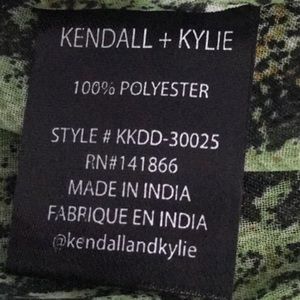 KENDALL + KYLIE
100% POLYESTER
STYLE # KKDD-30025
RN#141866
MADE IN INDIA
FABRIQUE EN INDIA
@kendallandkylie